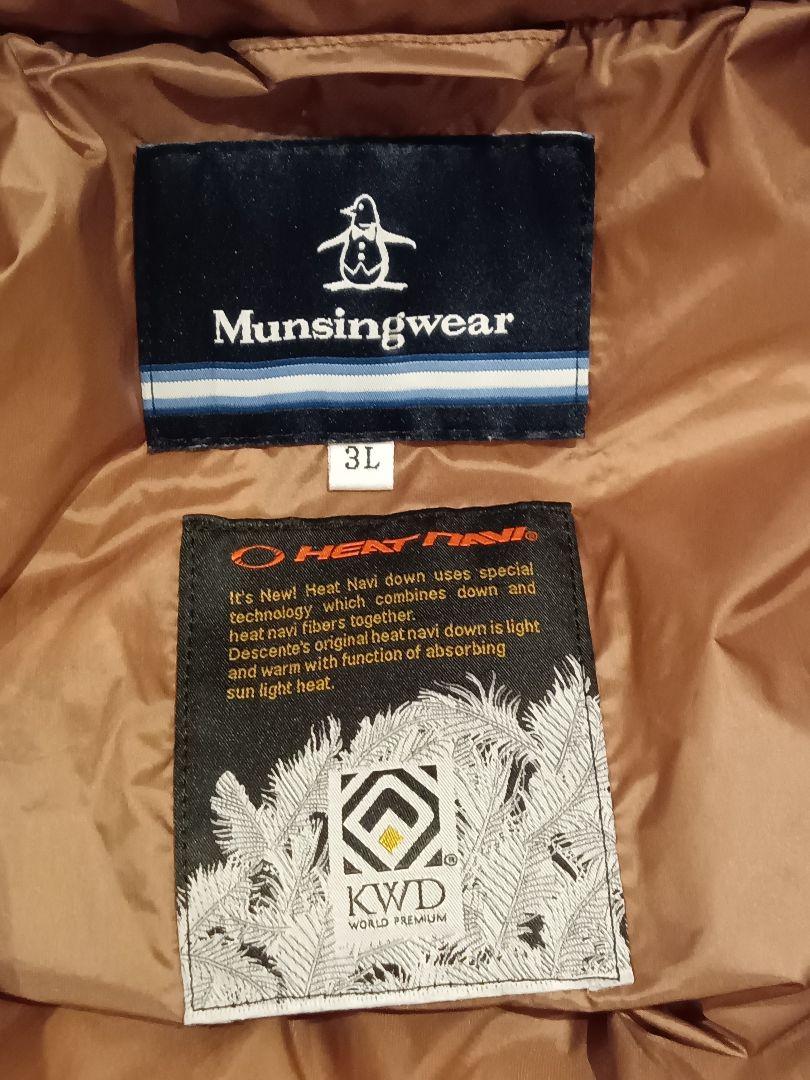 Munsingwear
3L
HEAT NAVI®
It's New! Heat Navi down uses special
technology which combines down and
heat navi fibers together.
Descente's original heat navi down is light
and warm with function of absorbing
sun light heat.
®
KWD
WORLD PREMIUM